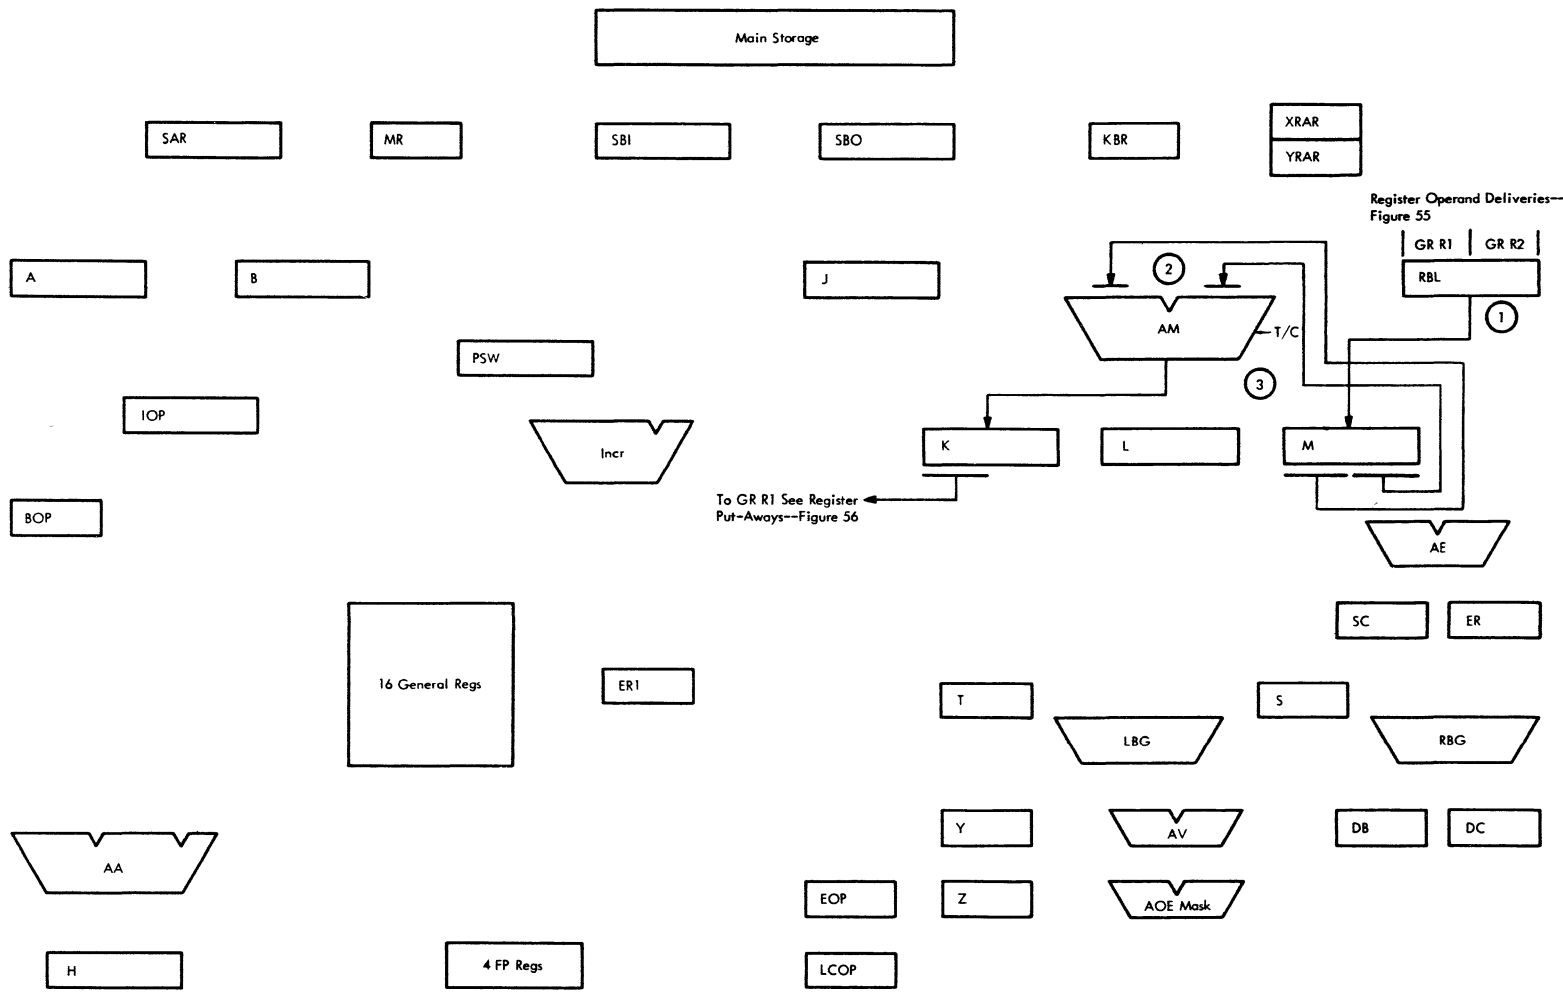 Main Storage
SAR
MR
SBI
SBO
KBR
XRAR
YRAR
Register Operand Deliveries--
Figure 55
GR R1
GR R2
A
B
J
2
RBL
1
AM
T/C
PSW
3
IOP
Incr
K
L
M
To GR R1 See Register
Put-Aways--Figure 56
BOP
AE
SC
ER
16 General Regs
ER1
T
S
LBG
RBG
Y
AV
DB
DC
AA
EOP
Z
AOE Mask
H
4 FP Regs
LCOP